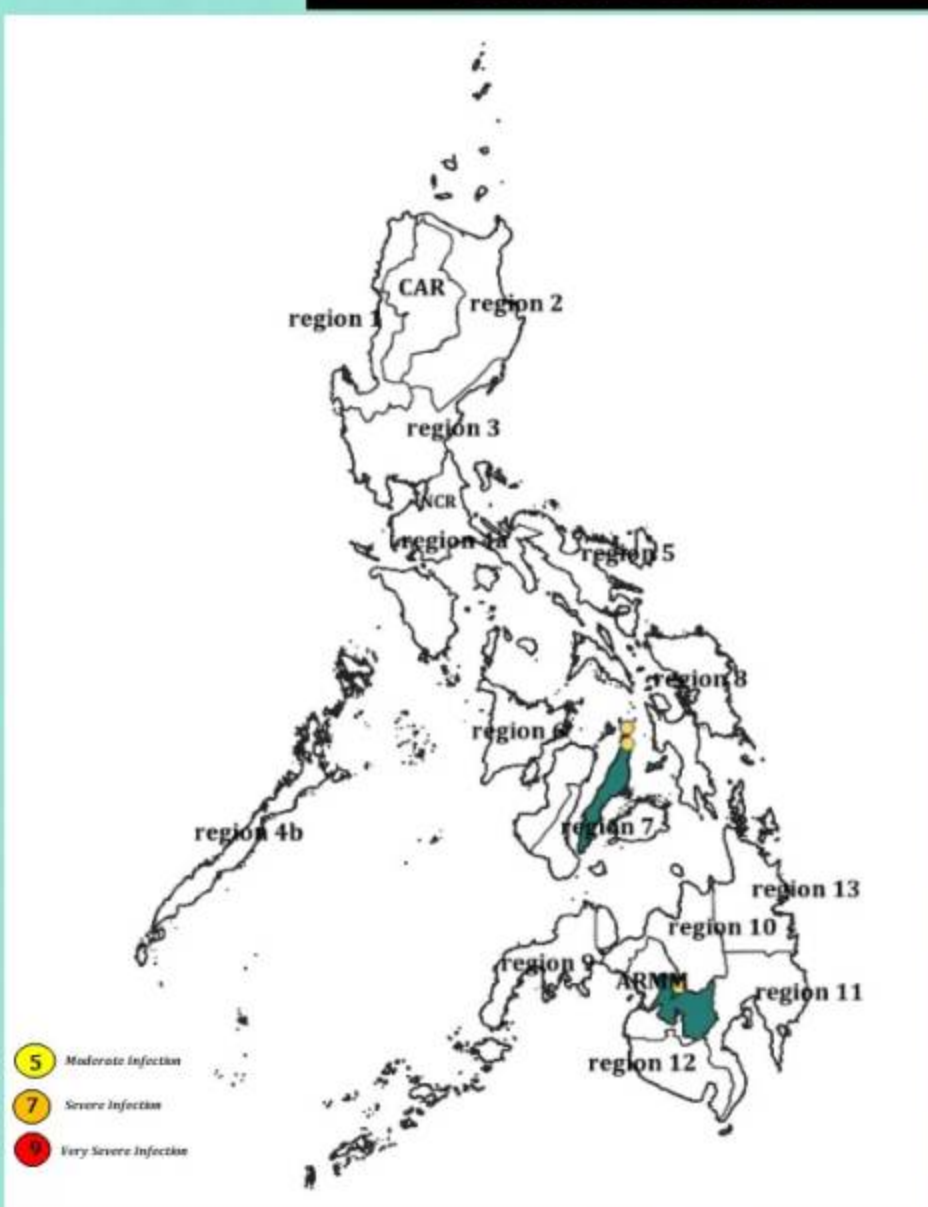 CAR
region 1
region 2
region 3
NCR
region 4a
region 5
region 8
region 6
region 7
region 4b
region 13
region 10
region 9
ARMM
region 11
region 12
5 Moderate Infection
7 Severe Infection
9 Very Severe Infection